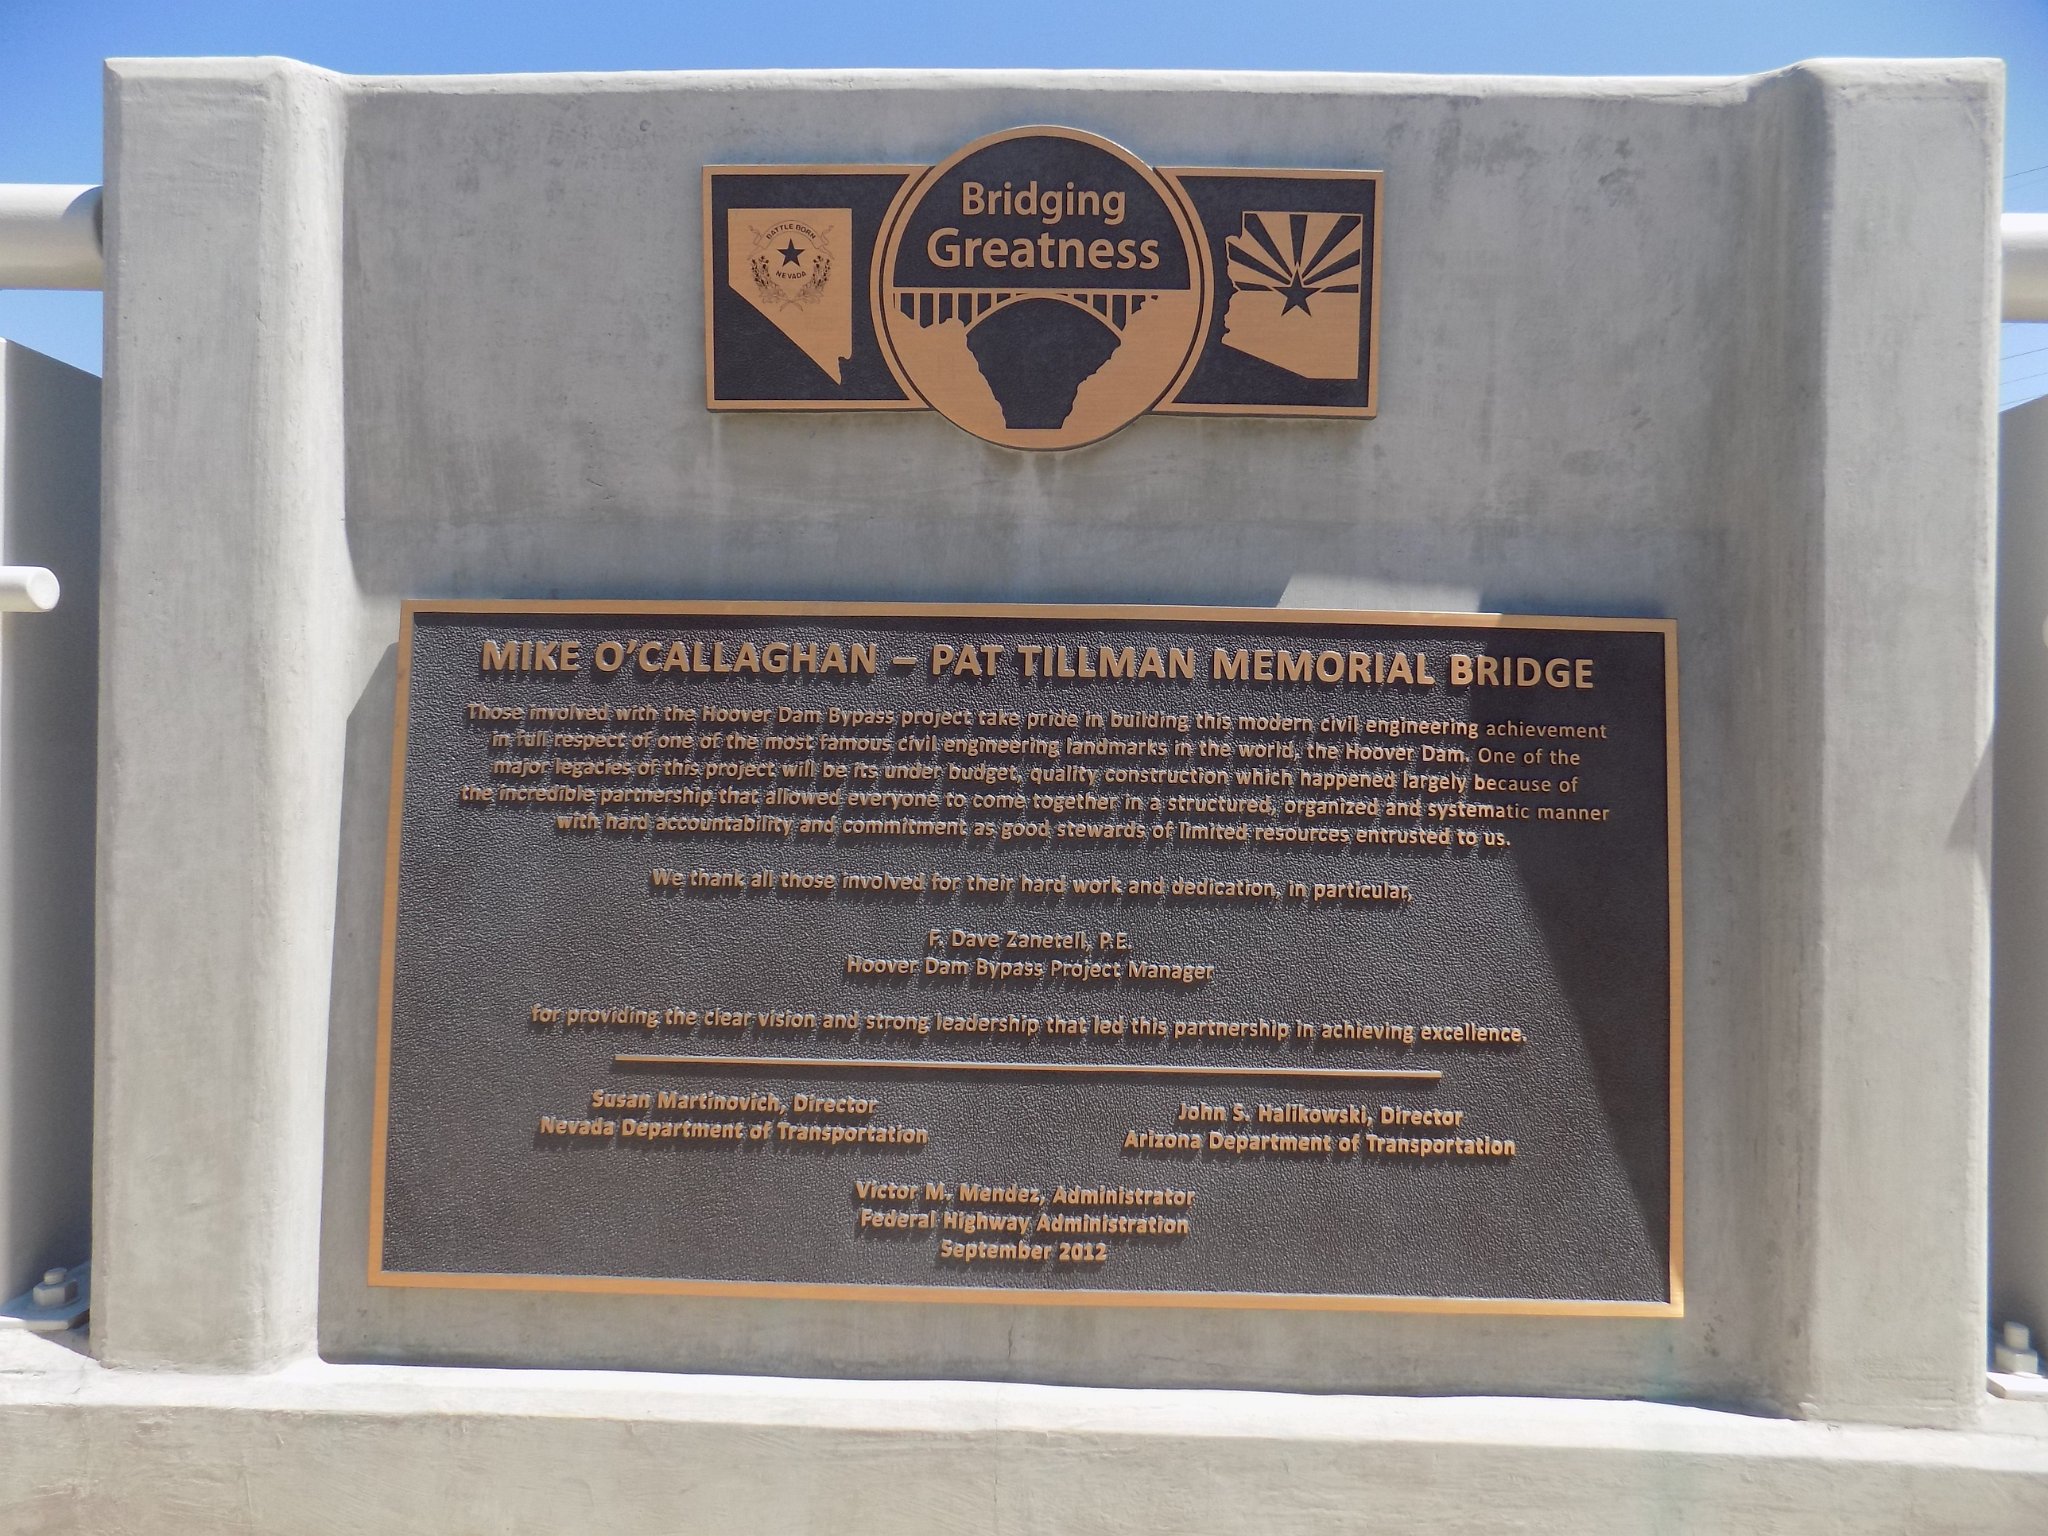 Bridging
Greatness
BATTLE BORN
NEVADA
MIKE O'CALLAGHAN – PAT TILLMAN MEMORIAL BRIDGE
Those involved with the Hoover Dam Bypass project take pride in building this modern civil engineering achievement
in full respect of one of the most famous civil engineering landmarks in the world, the Hoover Dam. One of the
major legacies of this project will be its under budget, quality construction which happened largely because of
the incredible partnership that allowed everyone to come together in a structured, organized and systematic manner
with hard accountability and commitment as good stewards of limited resources entrusted to us.
We thank all those involved for their hard work and dedication, in particular,
F. Dave Zanetell, P.E.
Hoover Dam Bypass Project Manager
for providing the clear vision and strong leadership that led this partnership in achieving excellence.
Susan Martinovich, Director
Nevada Department of Transportation
John S. Halikowski, Director
Arizona Department of Transportation
Victor M. Mendez, Administrator
Federal Highway Administration
September 2012